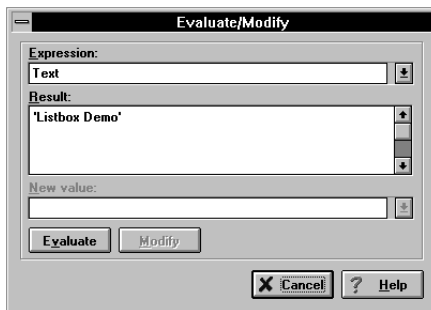 Evaluate/Modify
Expression:
Text
Result:
'Listbox Demo'
New value:
Evaluate Modify
Cancel ? Help